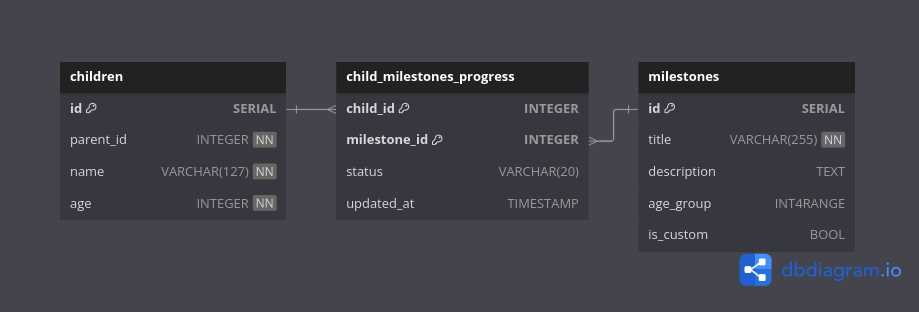 children
id SERIAL
parent_id INTEGER NN
name VARCHAR(127) NN
age INTEGER NN
child_milestones_progress
child_id INTEGER
milestone_id INTEGER
status VARCHAR(20)
updated_at TIMESTAMP
milestones
id SERIAL
title VARCHAR(255) NN
description TEXT
age_group INT4RANGE
is_custom BOOL
dbdiagram.io